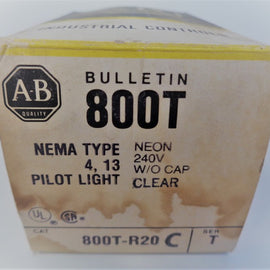 INDUSTRIAL CONTROLS
A-B
QUALITY
BULLETIN
800T
NEMA TYPE
4, 13
PILOT LIGHT
NEON
240V
W/O CAP
CLEAR
UL
CAT
SER
800T-R20 C
T